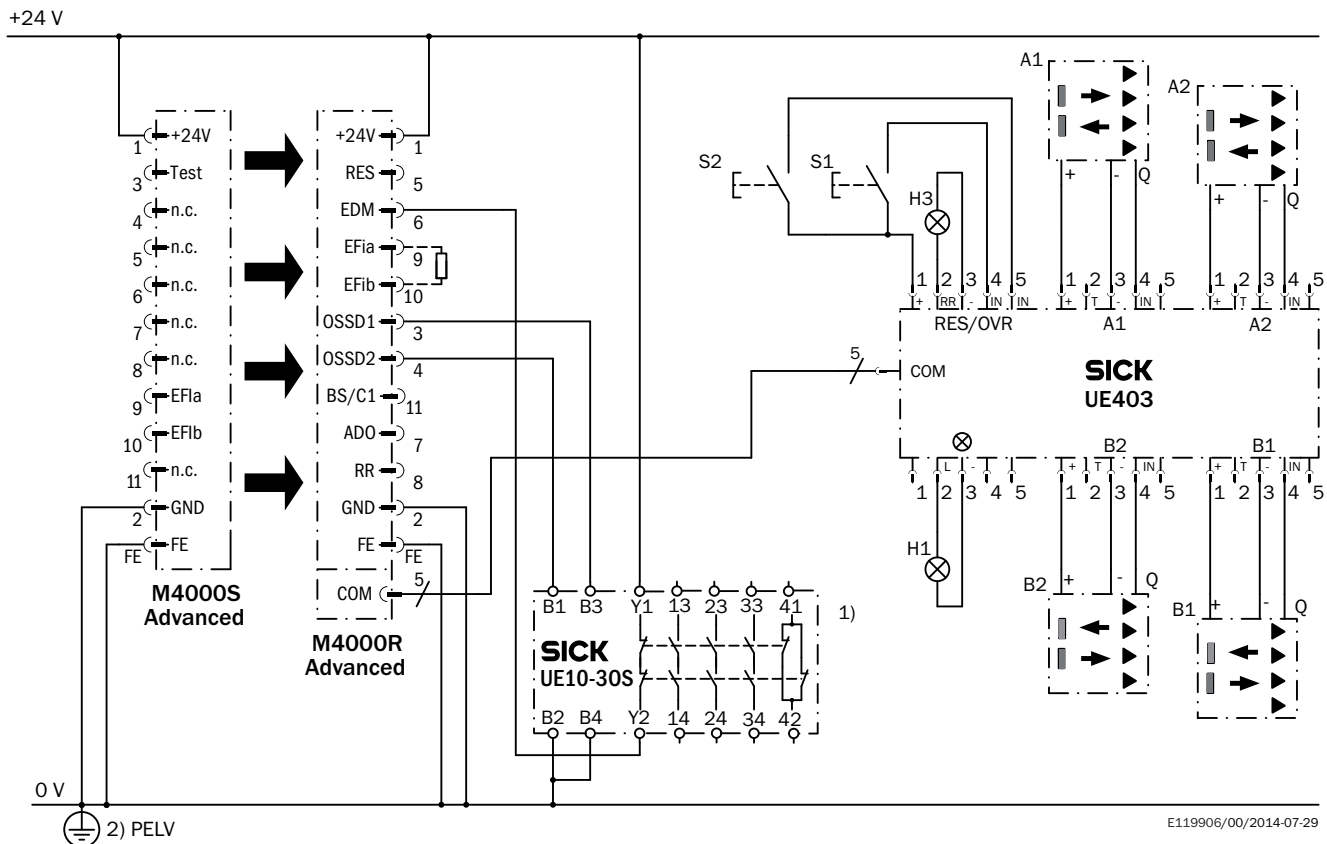 +24 V
A1
A2
+24V
1
Test
3
n.c.
4
n.c.
5
n.c.
6
n.c.
7
n.c.
8
EFIa
9
EFIb
10
n.c.
11
GND
2
FE
FE
M4000S
Advanced
+24V
1
RES
5
EDM
6
EFia
9
EFib
10
OSSD1
3
OSSD2
4
BS/C1
11
ADO
7
RR
8
GND
2
FE
FE
COM
5
M4000R
Advanced
S2
S1
H3
+ - Q
+ - Q
1 2 3 4 5
+ RR - IN IN
RES/OVR
1 2 3 4 5
+ T - IN
A1
1 2 3 4 5
+ T - IN
A2
5
COM
SICK
UE403
B2
B1
L -
1 2 3 4 5
+ T - IN
1 2 3 4 5
+ T - IN
1 2 3 4 5
H1
B2
+ - Q
B1
+ - Q
B1 B3 Y1 13 23 33 41
1)
SICK
UE10-30S
B2 B4 Y2 14 24 34 42
0 V
2) PELV
E119906/00/2014-07-29